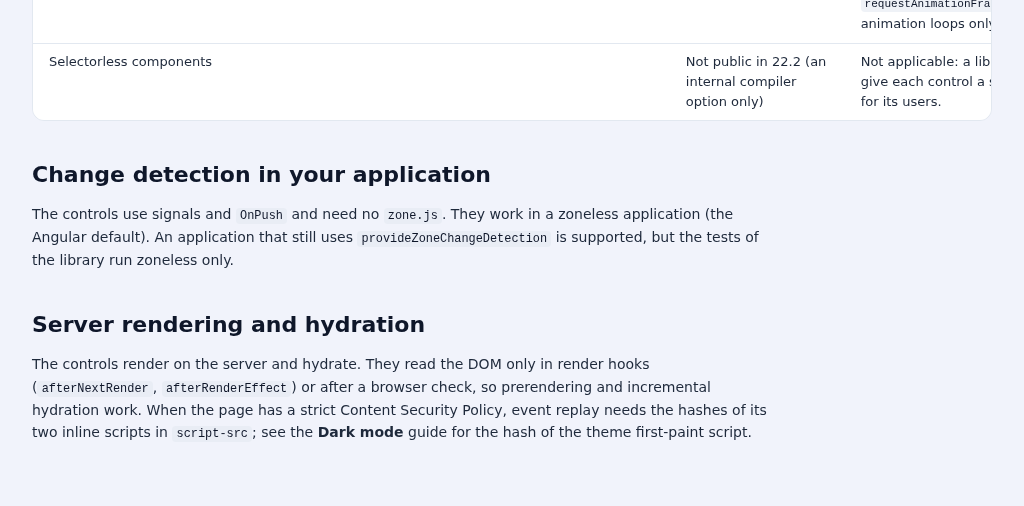 requestAnimationFra
animation loops only
Selectorless components
Not public in 22.2 (an
internal compiler
option only)
Not applicable: a lib
give each control a s
for its users.
Change detection in your application
The controls use signals and OnPush and need no zone.js. They work in a zoneless application (the
Angular default). An application that still uses provideZoneChangeDetection is supported, but the tests of
the library run zoneless only.
Server rendering and hydration
The controls render on the server and hydrate. They read the DOM only in render hooks
(afterNextRender, afterRenderEffect) or after a browser check, so prerendering and incremental
hydration work. When the page has a strict Content Security Policy, event replay needs the hashes of its
two inline scripts in script-src; see the Dark mode guide for the hash of the theme first-paint script.